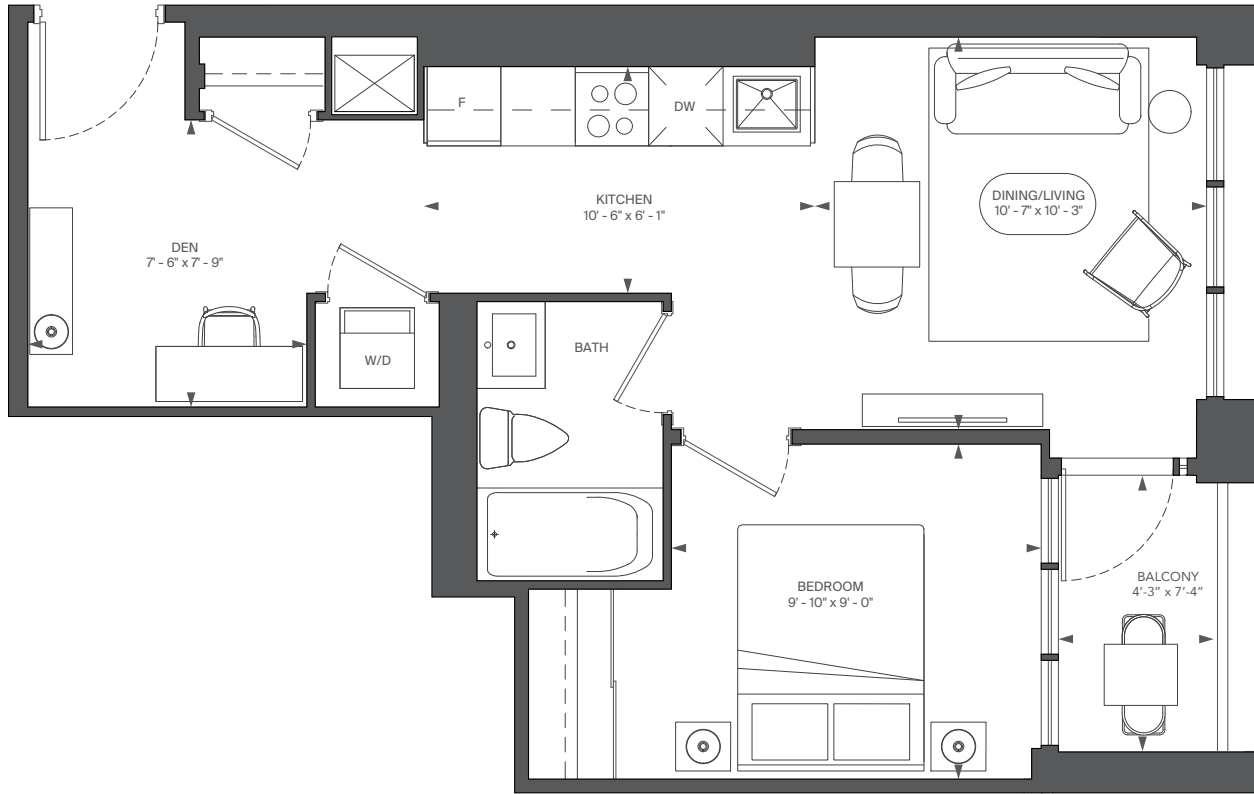 F
DW
KITCHEN
10' - 6" x 6' - 1"
DINING/LIVING
10' - 7" x 10' - 3"
DEN
7' - 6" x 7' - 9"
W/D
BATH
BEDROOM
9' - 10" x 9' - 0"
BALCONY
4'-3” x 7'-4”